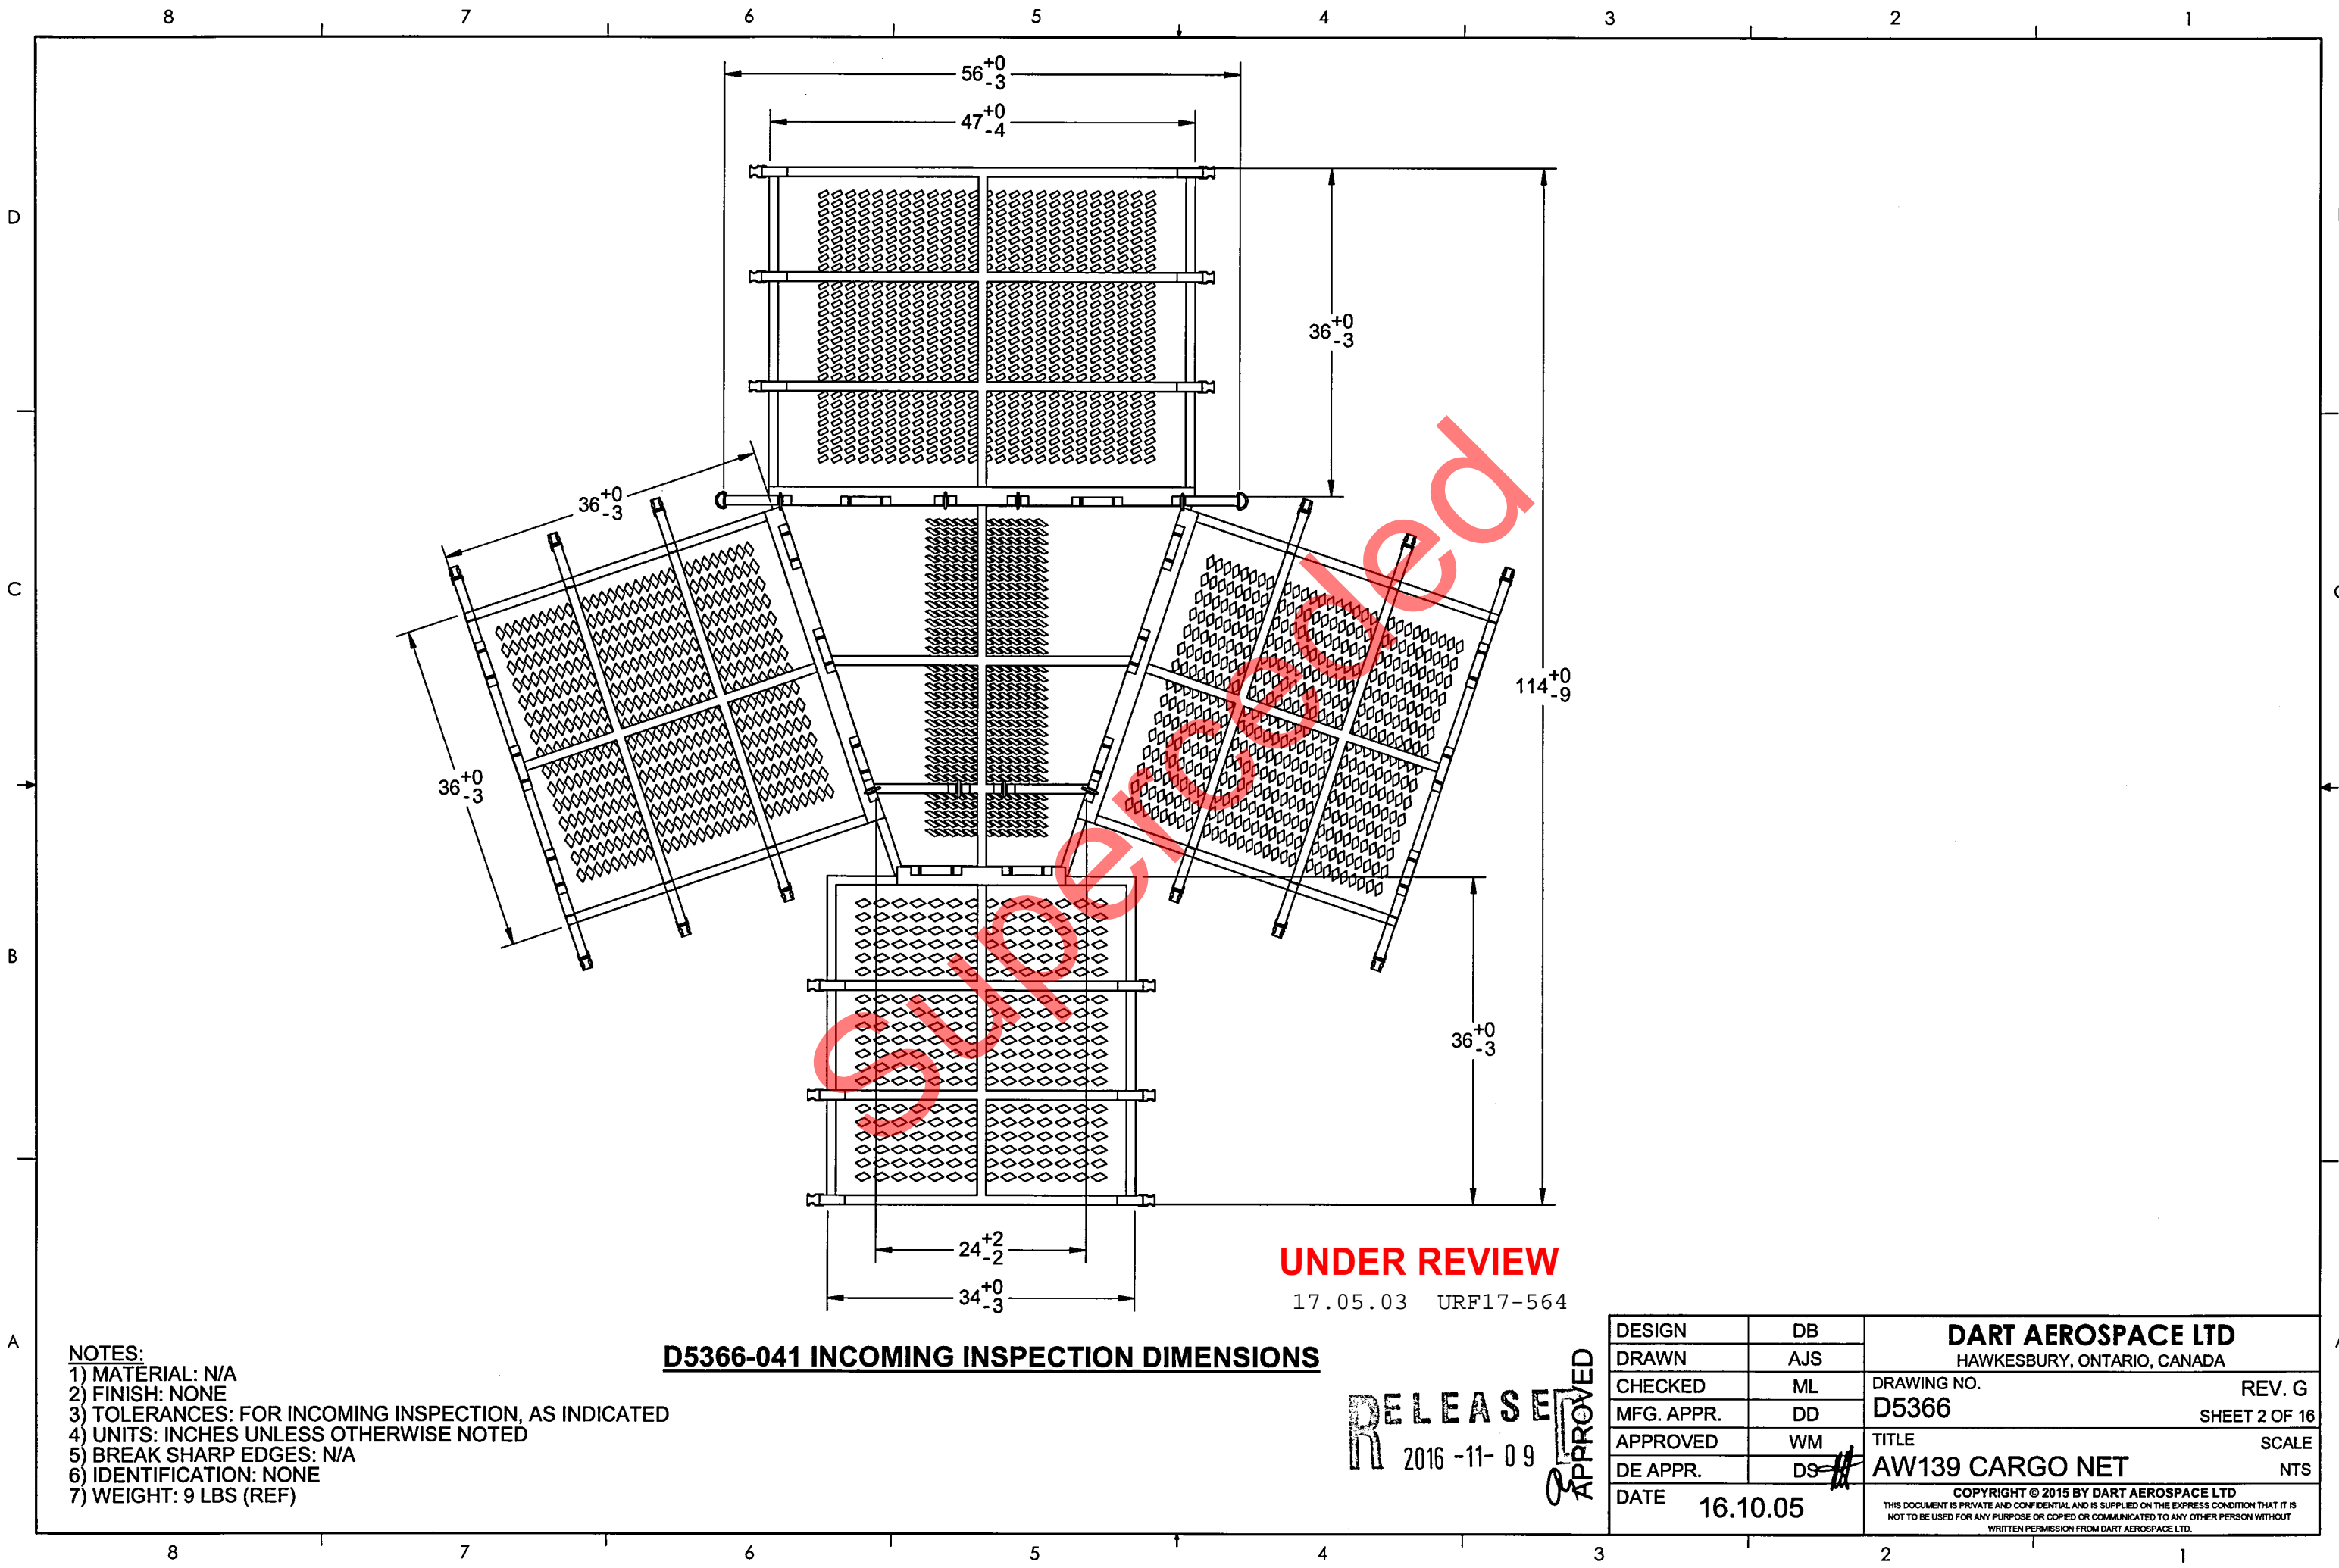 8 7 6 5 4 3 2 1
56 +0 -3
47 +0 -4
D
36 +0 -3
36 +0 -3
C
C
114 +0 -9
36 +0 -3
Superceded
B
36 +0 -3
24 +2 -2
34 +0 -3
UNDER REVIEW
17.05.03 URF17-564
A
D5366-041 INCOMING INSPECTION DIMENSIONS
NOTES:
1) MATERIAL: N/A
2) FINISH: NONE
3) TOLERANCES: FOR INCOMING INSPECTION, AS INDICATED
4) UNITS: INCHES UNLESS OTHERWISE NOTED
5) BREAK SHARP EDGES: N/A
6) IDENTIFICATION: NONE
7) WEIGHT: 9 LBS (REF)
RELEASED
2016-11-09
APPROVED
DESIGN DB
DRAWN AJS
CHECKED ML
MFG. APPR. DD
APPROVED WM
DE APPR. DS
DATE 16.10.05
DART AEROSPACE LTD
HAWKESBURY, ONTARIO, CANADA
DRAWING NO. REV. G
D5366 SHEET 2 OF 16
TITLE SCALE
AW139 CARGO NET NTS
COPYRIGHT © 2015 BY DART AEROSPACE LTD
THIS DOCUMENT IS PRIVATE AND CONFIDENTIAL AND IS SUPPLIED ON THE EXPRESS CONDITION THAT IT IS
NOT TO BE USED FOR ANY PURPOSE OR COPIED OR COMMUNICATED TO ANY OTHER PERSON WITHOUT
WRITTEN PERMISSION FROM DART AEROSPACE LTD.
8 7 6 5 4 3 2 1